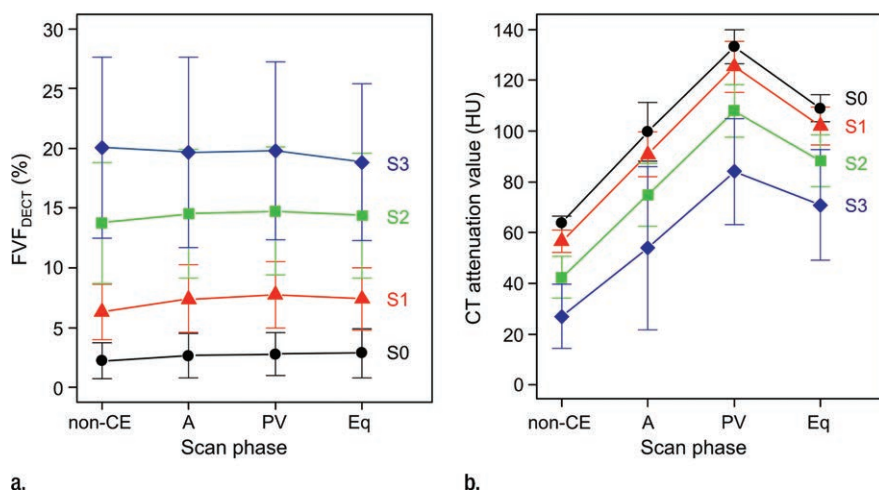 30
25
20
15
10
5
0
FVF_DECT (%)
S3
S2
S1
S0
non-CE A PV Eq
Scan phase
a.
140
120
100
80
60
40
20
0
CT attenuation value (HU)
S0
S1
S2
S3
non-CE A PV Eq
Scan phase
b.